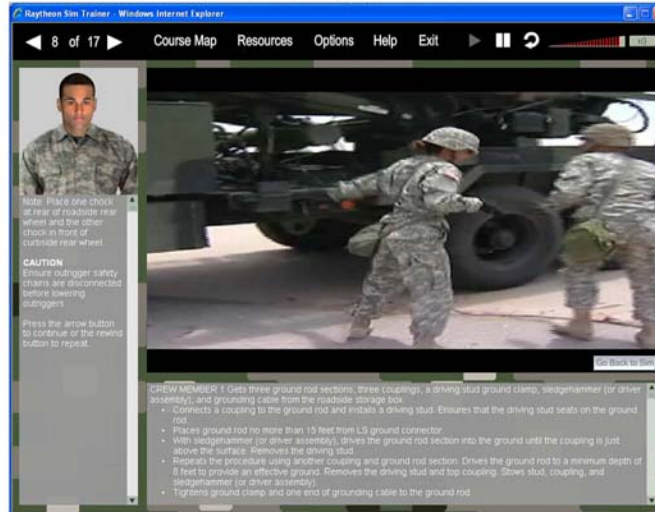 Raytheon Sim Trainer - Windows Internet Explorer
8 of 17 Course Map Resources Options Help Exit
Note: Place one chock
at rear of roadside rear
wheel and the other
chock in front of
curbside rear wheel.
CAUTION
Ensure outrigger safety
chains are disconnected
before lowering
outriggers
Press the arrow button
to continue or the rewind
button to repeat.
Go Back to Sim
CREW MEMBER 1 Gets three ground rod sections, three couplings, a driving stud ground clamp, sledgehammer (or driver
assembly), and grounding cable from the roadside storage box
• Connects a coupling to the ground rod and installs a driving stud. Ensures that the driving stud seats on the ground
rod.
• Places ground rod no more than 15 feet from LS ground connector.
• With sledgehammer (or driver assembly), drives the ground rod section into the ground until the coupling is just
above the surface. Removes the driving stud.
• Repeats the procedure using another coupling and ground rod section. Drives the ground rod to a minimum depth of
8 feet to provide an effective ground. Removes the driving stud and top coupling. Stows stud, coupling, and
sledgehammer (or driver assembly).
• Tightens ground clamp and one end of grounding cable to the ground rod.